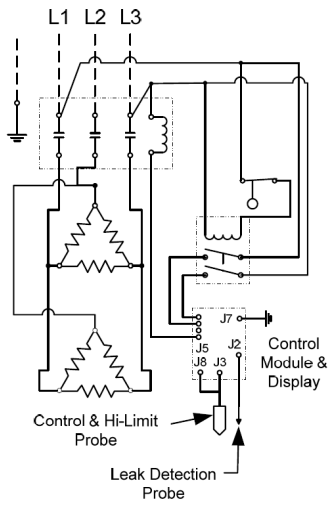 L1 L2 L3
J7
J5
J2
J8 J3
Control
Module &
Display
Control & Hi-Limit
Probe
Leak Detection
Probe